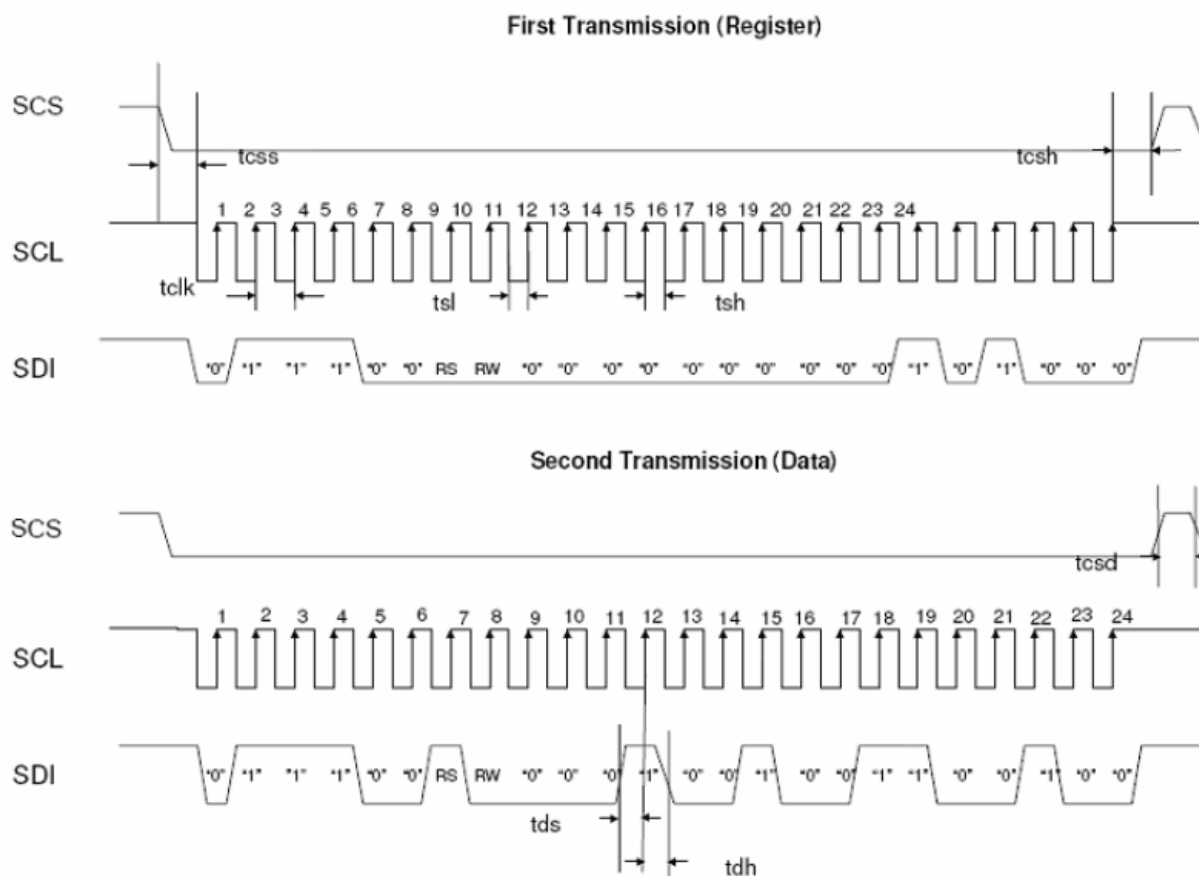 First Transmission (Register)
SCS
tcss
tcsh
1 2 3 4 5 6 7 8 9 10 11 12 13 14 15 16 17 18 19 20 21 22 23 24
SCL
tclk
tsl
tsh
SDI
“0” “1” ”1” “1” “0” “0” RS RW “0” “0” “0” “0” “0” “0” “0” “0” “0” “0” “1” “0” “1” “0” “0” “0”
Second Transmission (Data)
SCS
tcsd
1 2 3 4 5 6 7 8 9 10 11 12 13 14 15 16 17 18 19 20 21 22 23 24
SCL
SDI
“0” “1” ”1” “1” “0” “0” RS RW “0” “0” “0” “1” “0” “0” “1” “0” “0” “1” “1” “0” “0” “1” “0” “0”
tds
tdh